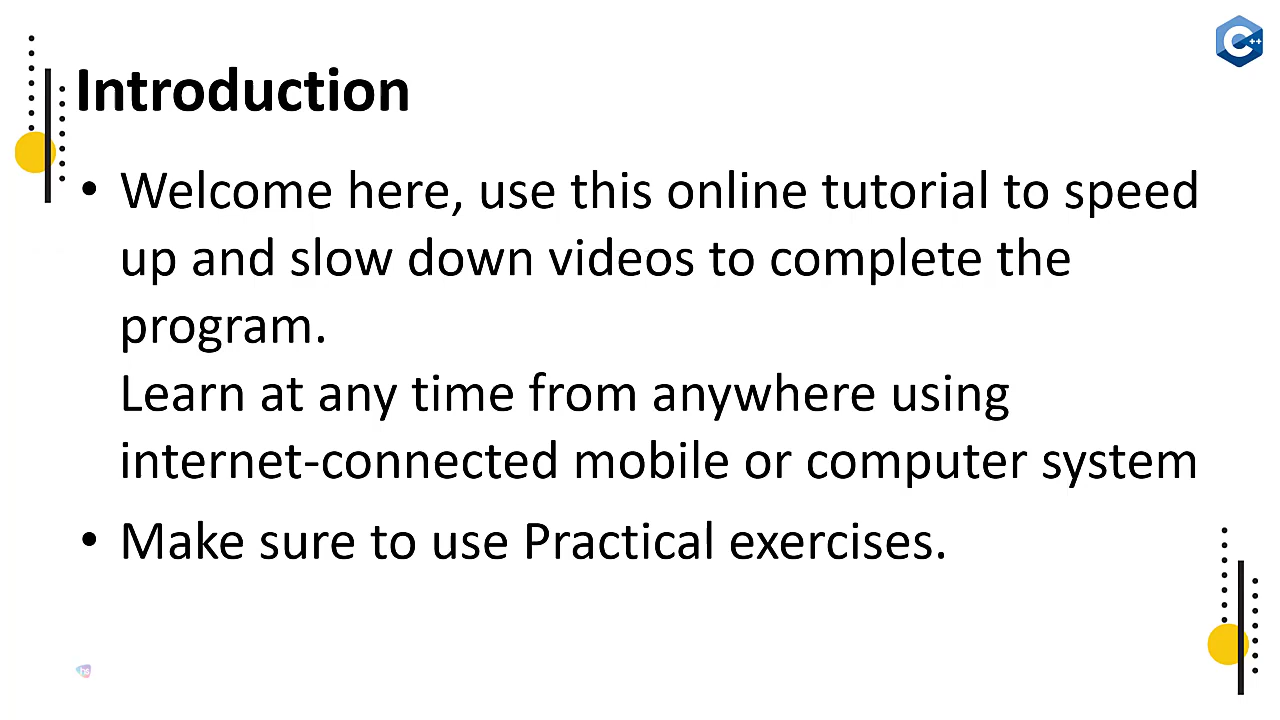 C++
Introduction
• Welcome here, use this online tutorial to speed
up and slow down videos to complete the
program.
Learn at any time from anywhere using
internet-connected mobile or computer system
• Make sure to use Practical exercises.